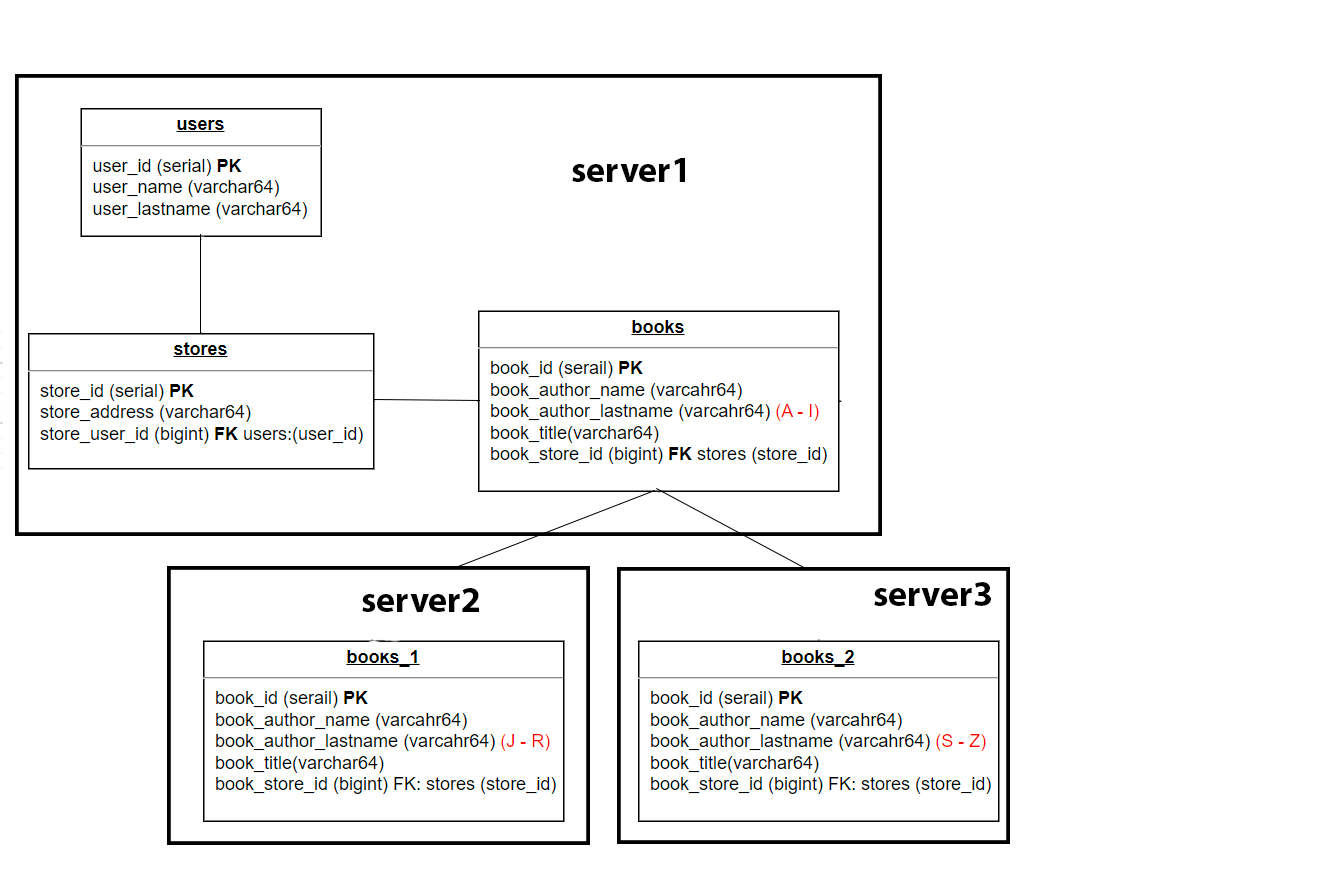 users
user_id (serial) PK
user_name (varchar64)
user_lastname (varchar64)
server1
stores
store_id (serial) PK
store_address (varchar64)
store_user_id (bigint) FK users:(user_id)
books
book_id (serail) PK
book_author_name (varcahr64)
book_author_lastname (varcahr64) (A - I)
book_title(varchar64)
book_store_id (bigint) FK stores (store_id)
server2
books_1
book_id (serail) PK
book_author_name (varcahr64)
book_author_lastname (varcahr64) (J - R)
book_title(varchar64)
book_store_id (bigint) FK: stores (store_id)
server3
books_2
book_id (serail) PK
book_author_name (varcahr64)
book_author_lastname (varcahr64) (S - Z)
book_title(varchar64)
book_store_id (bigint) FK: stores (store_id)